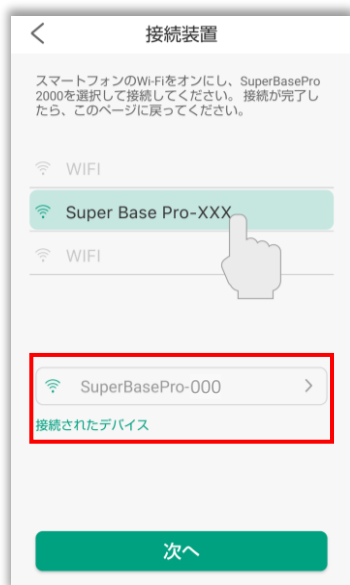 接続装置
スマートフォンのWi-Fiをオンにし、SuperBasePro
2000を選択して接続してください。接続が完了し
たら、このページに戻ってください。
WIFI
Super Base Pro-XXX
WIFI
SuperBasePro-000
接続されたデバイス
次へ